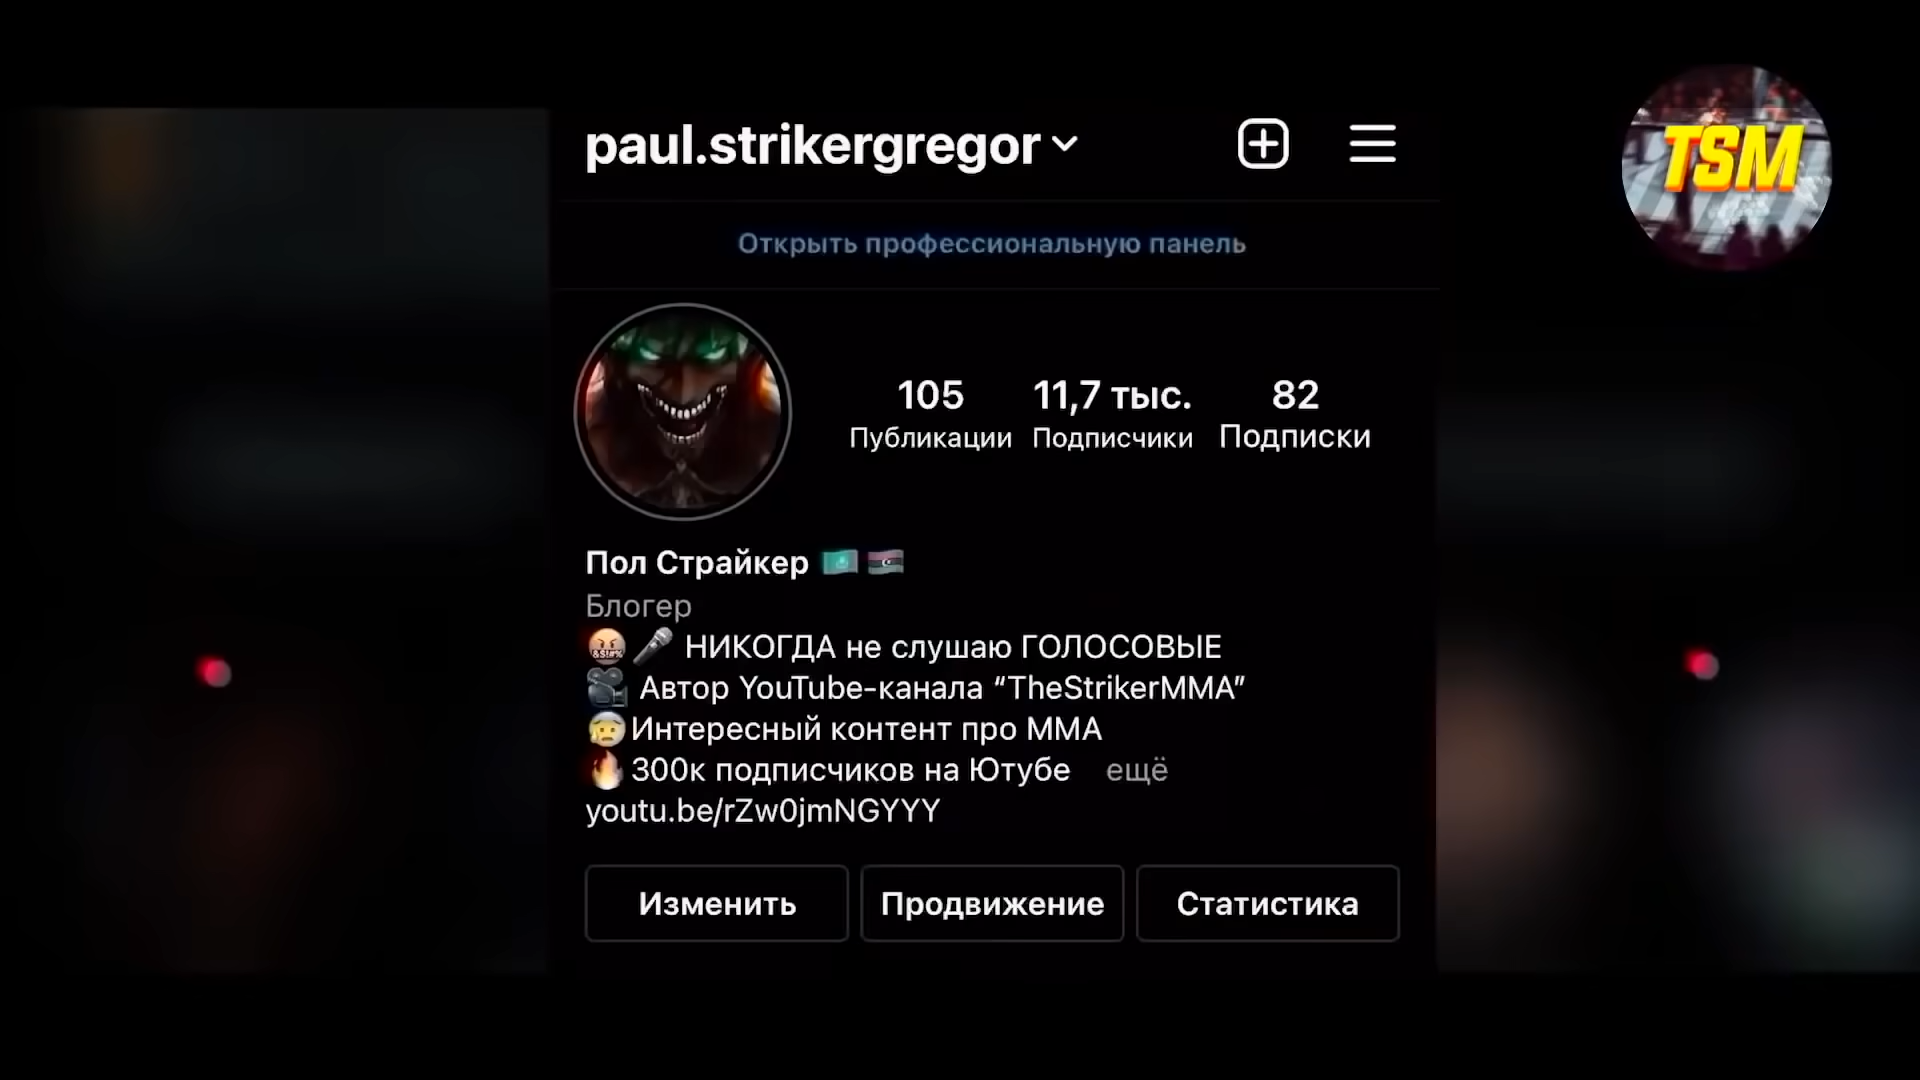 paul.strikergregor
TSM
Открыть профессиональную панель
105 11,7 тыс. 82
Публикации Подписчики Подписки
Пол Страйкер
Блогер
НИКОГДА не слушаю ГОЛОСОВЫЕ
Автор YouTube-канала “TheStrikerMMA”
Интересный контент про ММА
300к подписчиков на Ютубе ещё
youtu.be/rZw0jmNGYYY
Изменить Продвижение Статистика